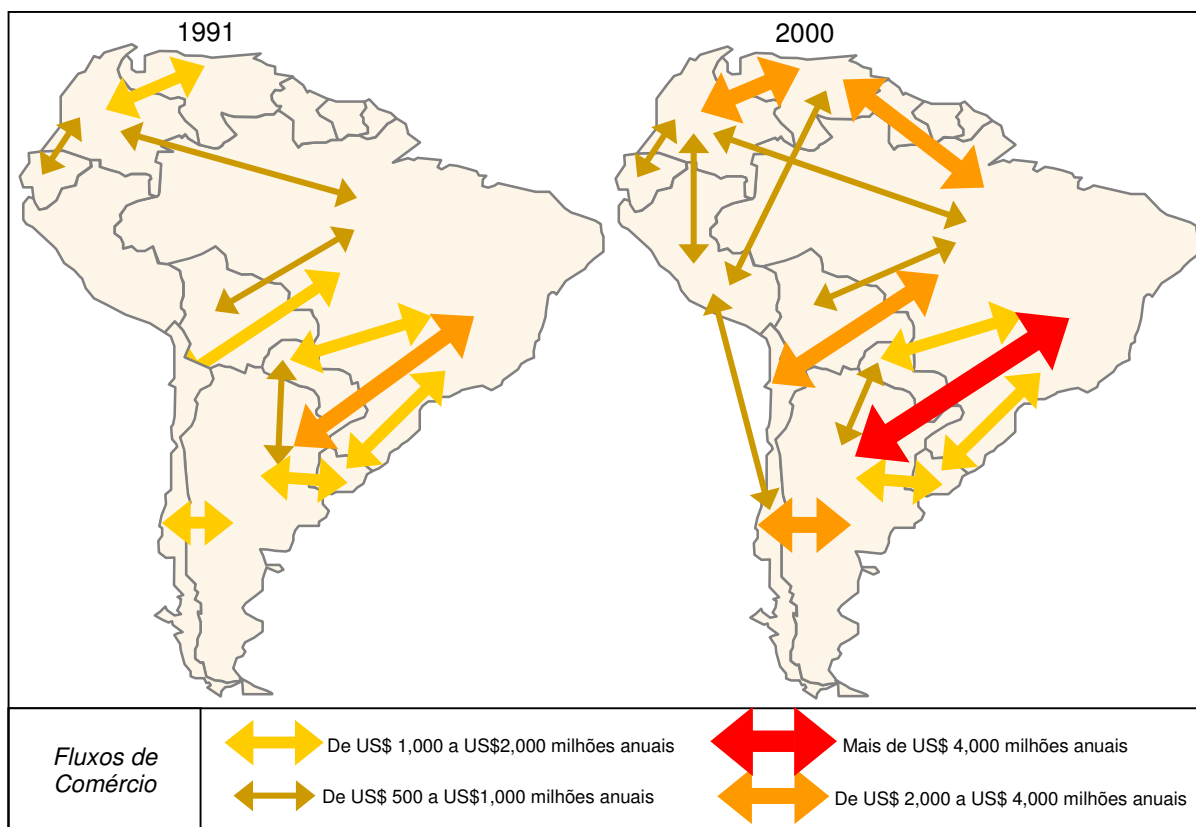 1991
2000
Fluxos de
Comércio
De US$ 1,000 a US$2,000 milhões anuais
De US$ 500 a US$1,000 milhões anuais
Mais de US$ 4,000 milhões anuais
De US$ 2,000 a US$ 4,000 milhões anuais